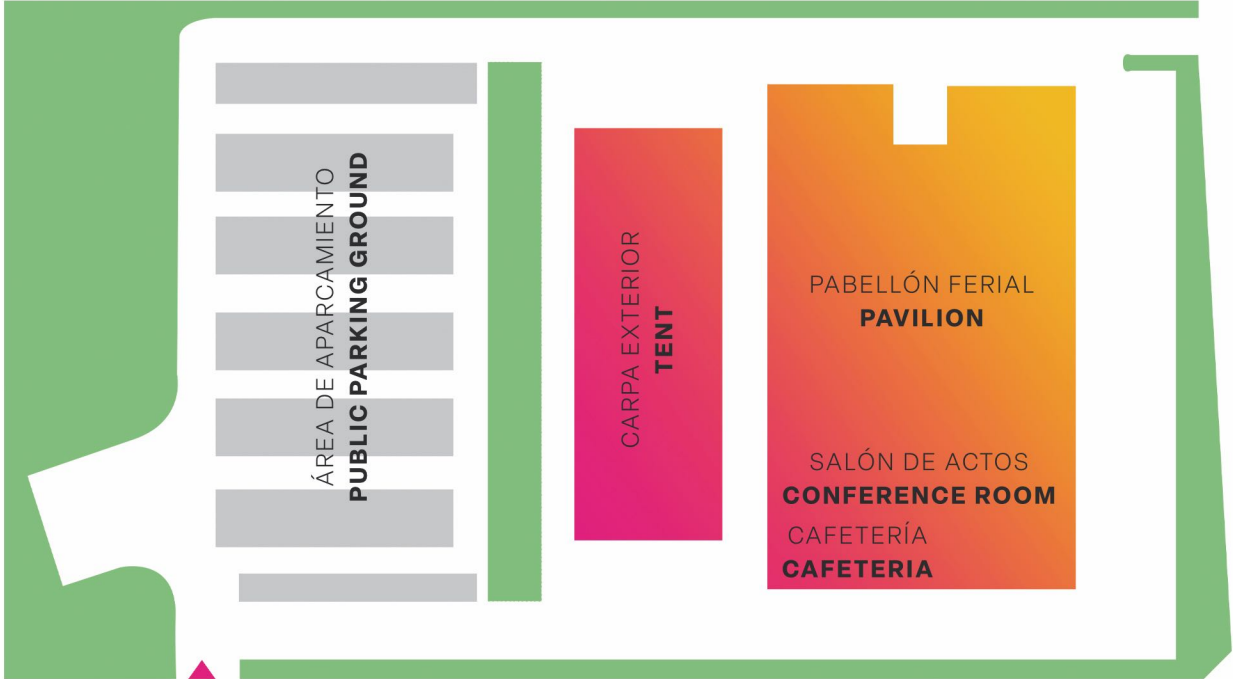 ÁREA DE APARCAMIENTO
PUBLIC PARKING GROUND
CARPA EXTERIOR
TENT
PABELLÓN FERIAL
PAVILION
SALÓN DE ACTOS
CONFERENCE ROOM
CAFETERÍA
CAFETERIA